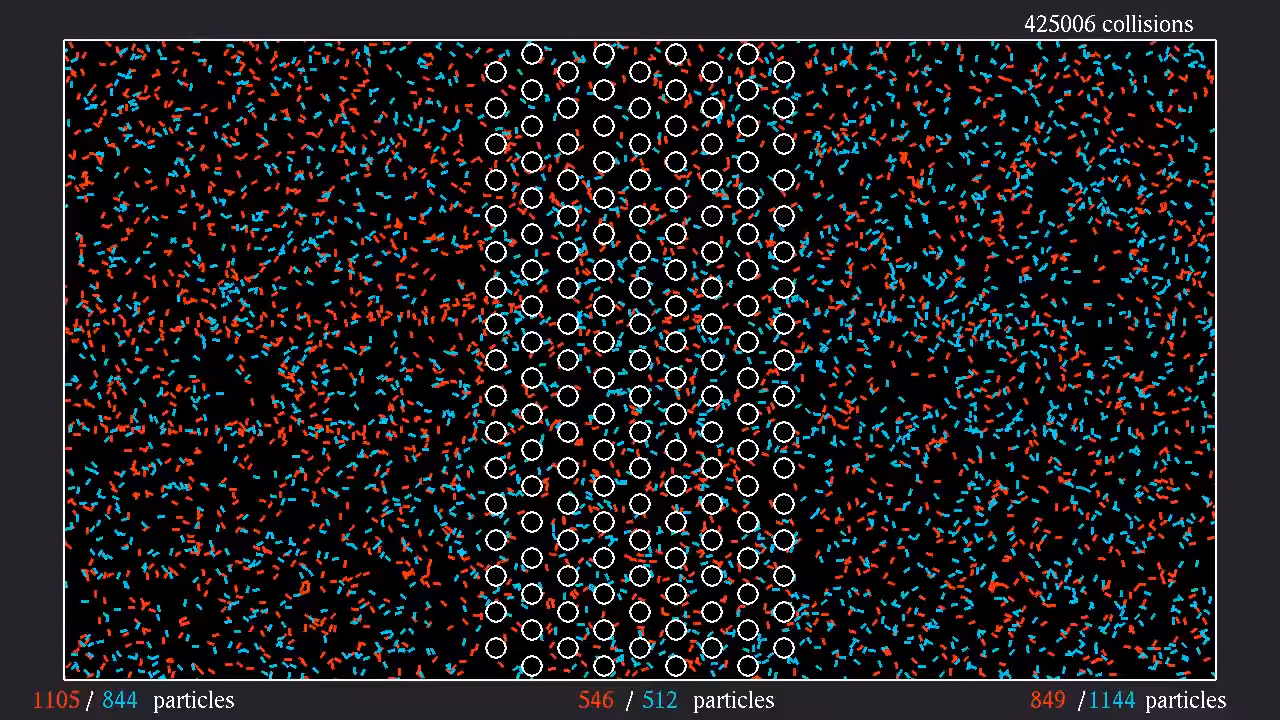 425006 collisions
1105 / 844 particles 546 / 512 particles 849 / 1144 particles